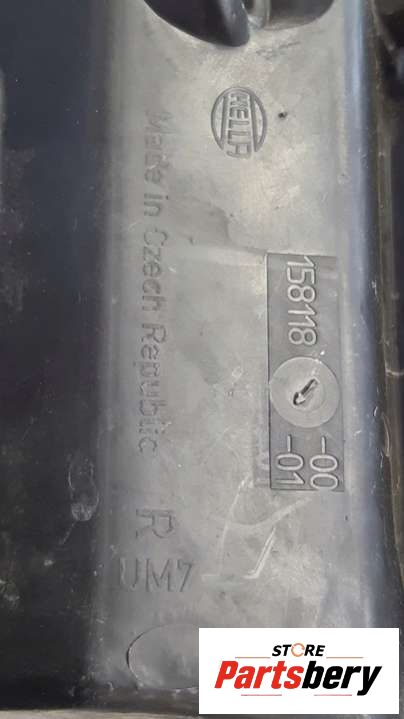 HELLA
Made in Czech Republic
158118
-00
-01
R
UM7
STORE
Partsbery